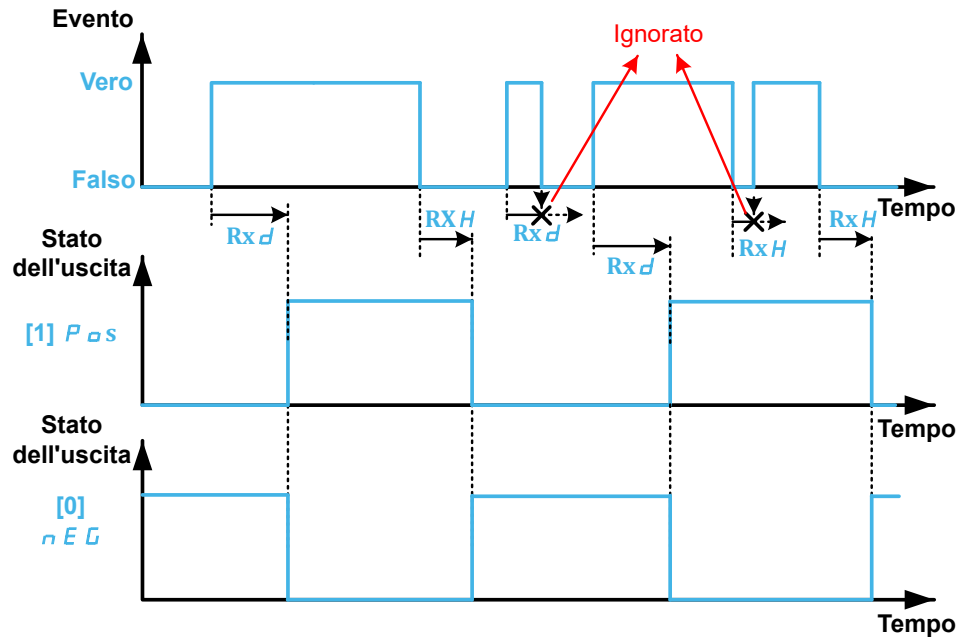 Evento
Ignorato
Vero
Falso
Tempo
Rx d
RX H
Rx d
Rx d
Rx H
Rx H
Stato
dell'uscita
[1] P o s
Tempo
Stato
dell'uscita
[0]
n E G
Tempo